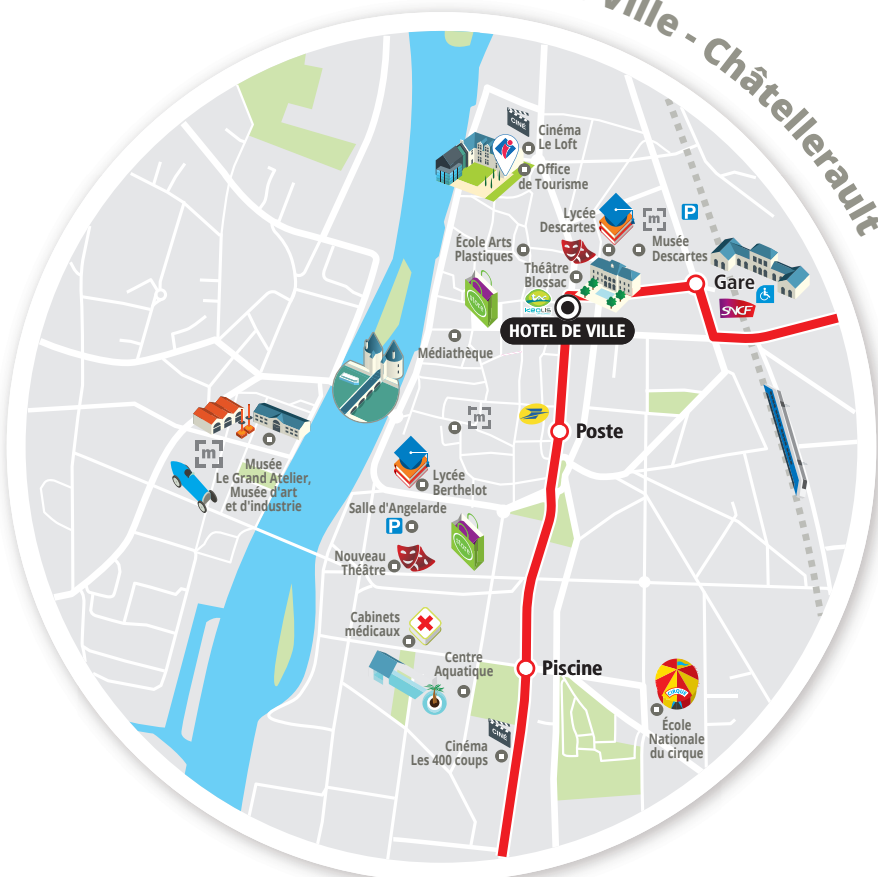 Ville - Châtellerault
CINÉ
Cinéma
Le Loft
Office
de Tourisme
Lycée
Descartes
m
P
Musée
Descartes
École Arts
Plastiques
Théâtre
Blossac
Gare
SNCF
keolis
HOTEL DE VILLE
Médiathèque
m
Poste
m
Musée
Le Grand Atelier,
Musée d'art
et d'industrie
Lycée
Berthelot
Salle d'Angelarde
P
Nouveau
Théâtre
Cabinets
médicaux
Centre
Aquatique
Piscine
CIRQUE
École
Nationale
du cirque
CINÉ
Cinéma
Les 400 coups